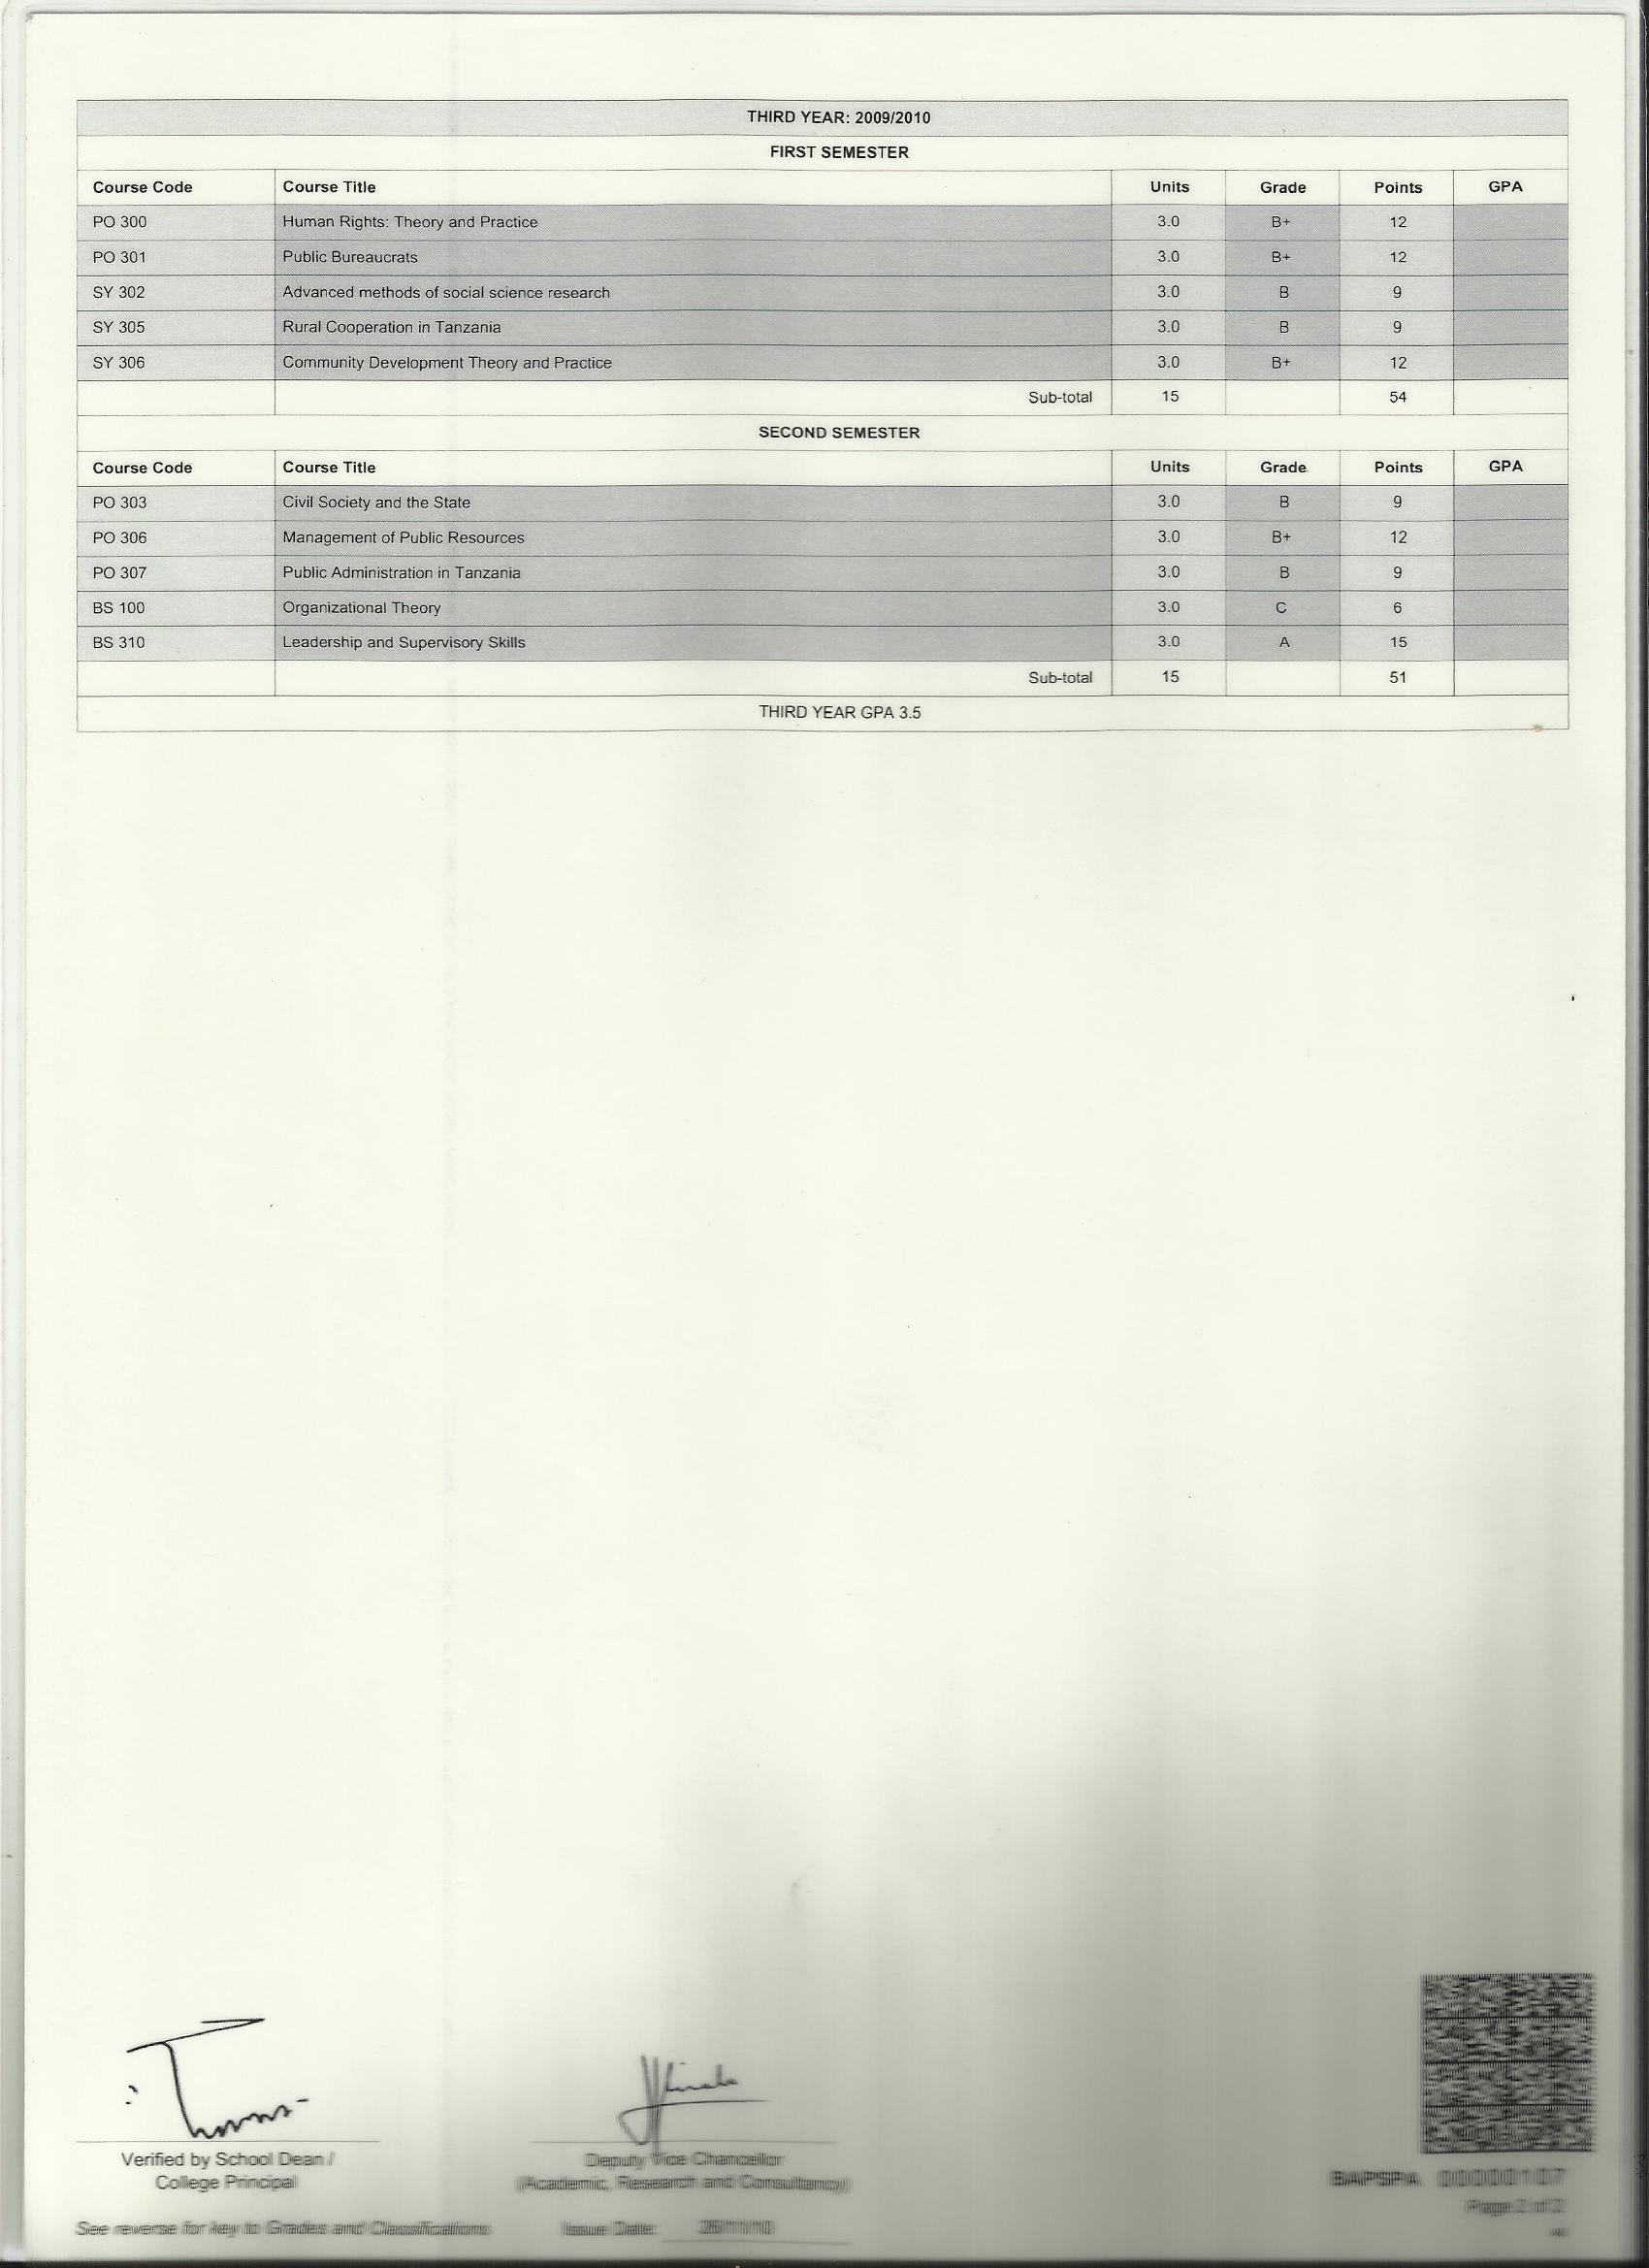 THIRD YEAR: 2009/2010
FIRST SEMESTER
Course Code Course Title Units Grade Points GPA
PO 300 Human Rights: Theory and Practice 3.0 B+ 12
PO 301 Public Bureaucrats 3.0 B+ 12
SY 302 Advanced methods of social science research 3.0 B 9
SY 305 Rural Cooperation in Tanzania 3.0 B 9
SY 306 Community Development Theory and Practice 3.0 B+ 12
Sub-total 15 54
SECOND SEMESTER
Course Code Course Title Units Grade Points GPA
PO 303 Civil Society and the State 3.0 B 9
PO 306 Management of Public Resources 3.0 B+ 12
PO 307 Public Administration in Tanzania 3.0 B 9
BS 100 Organizational Theory 3.0 C 6
BS 310 Leadership and Supervisory Skills 3.0 A 15
Sub-total 15 51
THIRD YEAR GPA 3.5
Verified by School Dean / Deputy Vice Chancellor
College Principal (Academic, Research and Consultancy)
BAPSPA 00000107
Page 2 of 2
See reverse for key to Grades and Classifications Issue Date: